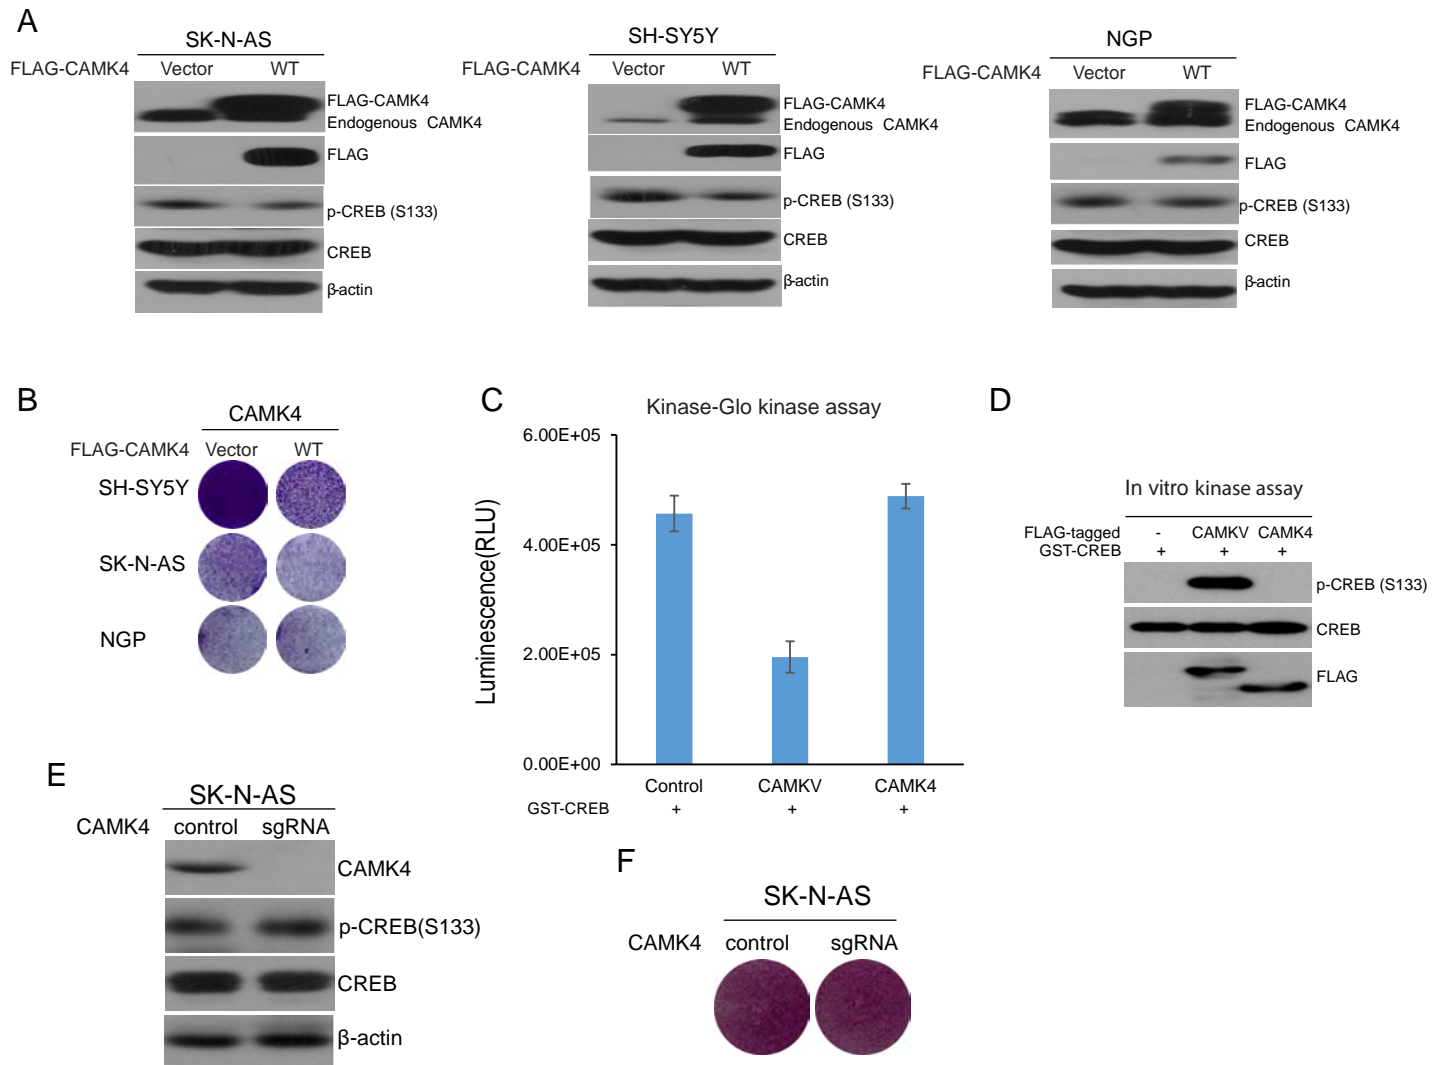 A
SK-N-AS
FLAG-CAMK4 Vector WT
FLAG-CAMK4
Endogenous CAMK4
FLAG
p-CREB (S133)
CREB
β-actin
SH-SY5Y
FLAG-CAMK4 Vector WT
FLAG-CAMK4
Endogenous CAMK4
FLAG
p-CREB (S133)
CREB
β-actin
NGP
FLAG-CAMK4 Vector WT
FLAG-CAMK4
Endogenous CAMK4
FLAG
p-CREB (S133)
CREB
β-actin
B
CAMK4
FLAG-CAMK4 Vector WT
SH-SY5Y
SK-N-AS
NGP
C
Kinase-Glo kinase assay
Luminescence(RLU)
6.00E+05
4.00E+05
2.00E+05
0.00E+00
Control CAMKV CAMK4
GST-CREB + + +
D
In vitro kinase assay
FLAG-tagged - CAMKV CAMK4
GST-CREB + + +
p-CREB (S133)
CREB
FLAG
E
SK-N-AS
CAMK4 control sgRNA
CAMK4
p-CREB(S133)
CREB
β-actin
F
SK-N-AS
CAMK4 control sgRNA